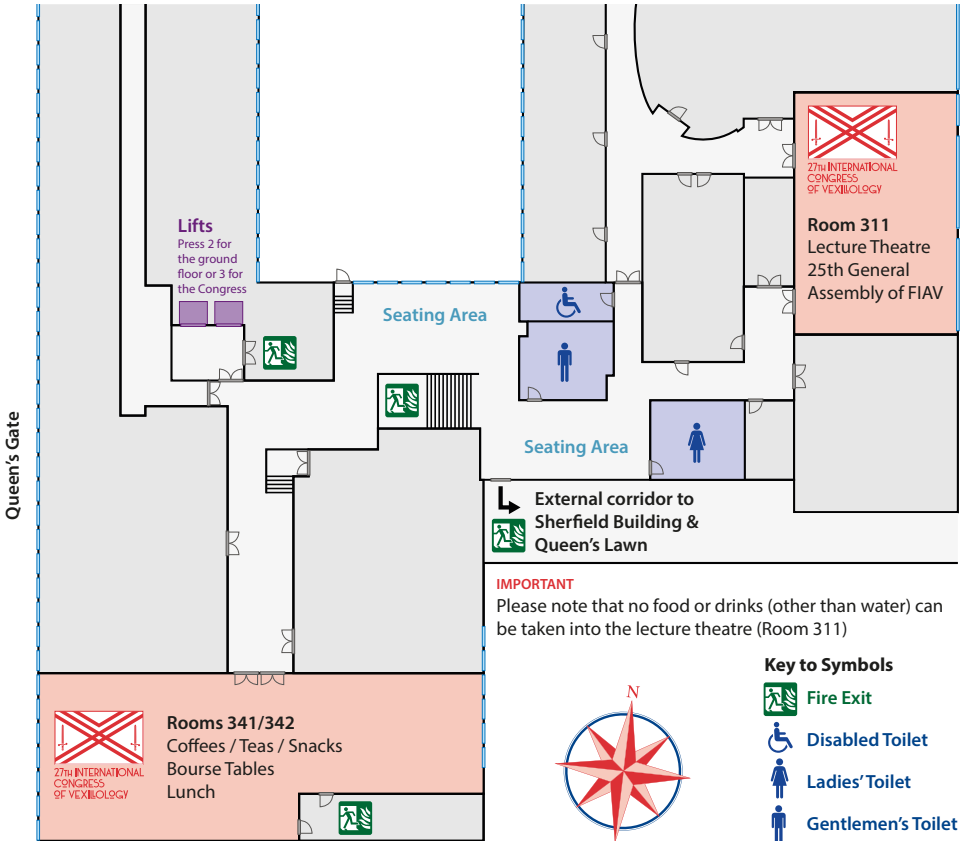 27TH INTERNATIONAL
CONGRESS
OF VEXILLOLOGY
Room 311
Lecture Theatre
25th General
Assembly of FIAV
Lifts
Press 2 for
the ground
floor or 3 for
the Congress
Seating Area
Queen's Gate
Seating Area
External corridor to
Sherfield Building &
Queen's Lawn
IMPORTANT
Please note that no food or drinks (other than water) can
be taken into the lecture theatre (Room 311)
27TH INTERNATIONAL
CONGRESS
OF VEXILLOLOGY
Rooms 341/342
Coffees / Teas / Snacks
Bourse Tables
Lunch
N
Key to Symbols
Fire Exit
Disabled Toilet
Ladies' Toilet
Gentlemen's Toilet